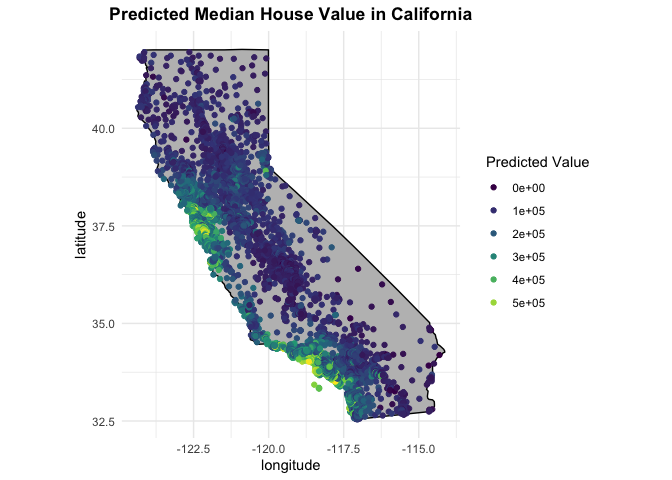 Predicted Median House Value in California
latitude
40.0
37.5
35.0
32.5
-122.5
-120.0
-117.5
-115.0
longitude
Predicted Value
0e+00
1e+05
2e+05
3e+05
4e+05
5e+05